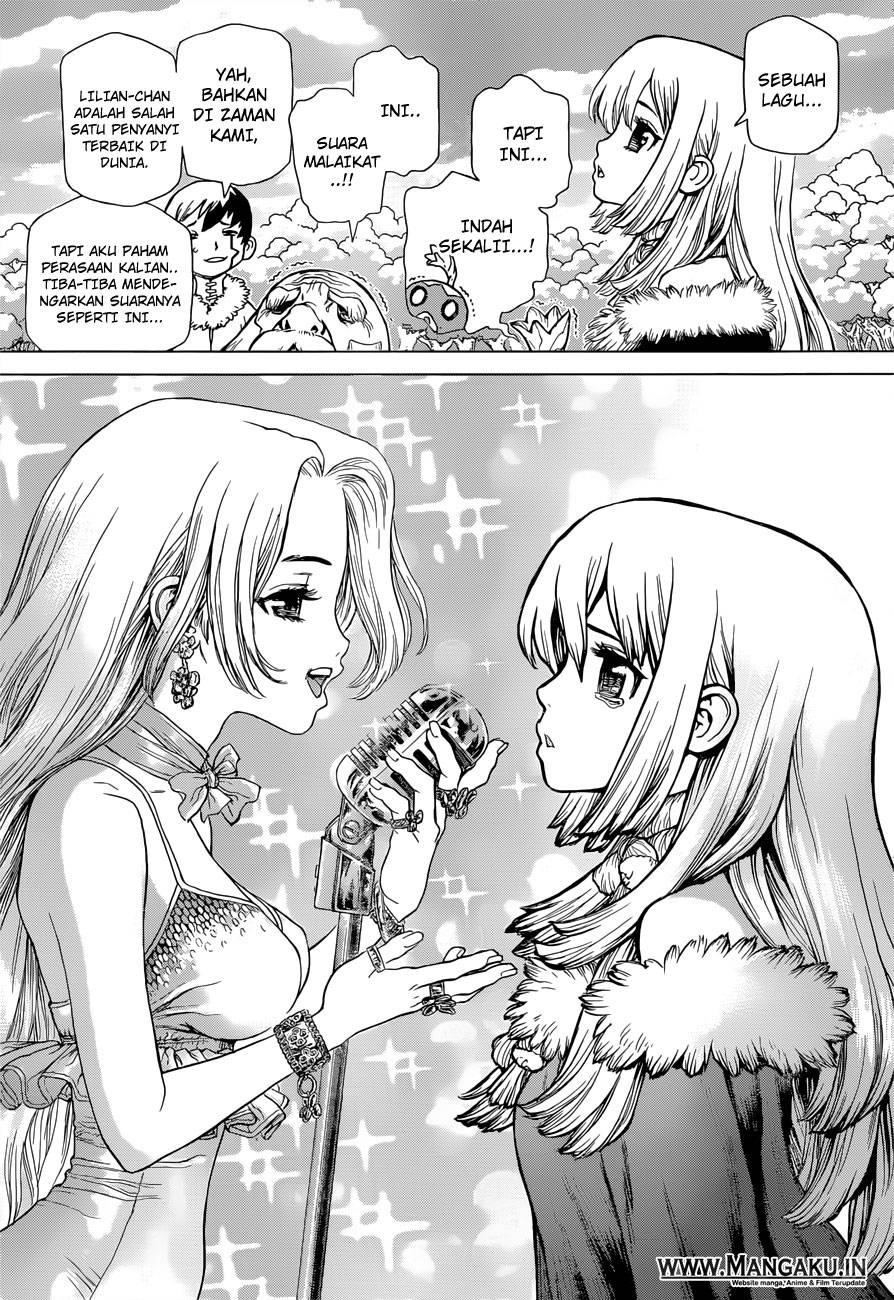 SEBUAH
LAGU...
TAPI
INI...
INDAH
SEKALII...!
INI..
SUARA
MALAIKAT
..!!
YAH,
BAHKAN
DI ZAMAN
KAMI,
LILIAN-CHAN
ADALAH SALAH
SATU PENYANYI
TERBAIK DI
DUNIA.
TAPI AKU PAHAM
PERASAAN KALIAN..
TIBA-TIBA MENDE-
NGARKAN SUARANYA
SEPERTI INI...
www.Mangaku.in
Website manga, Anime & Film Terupdate